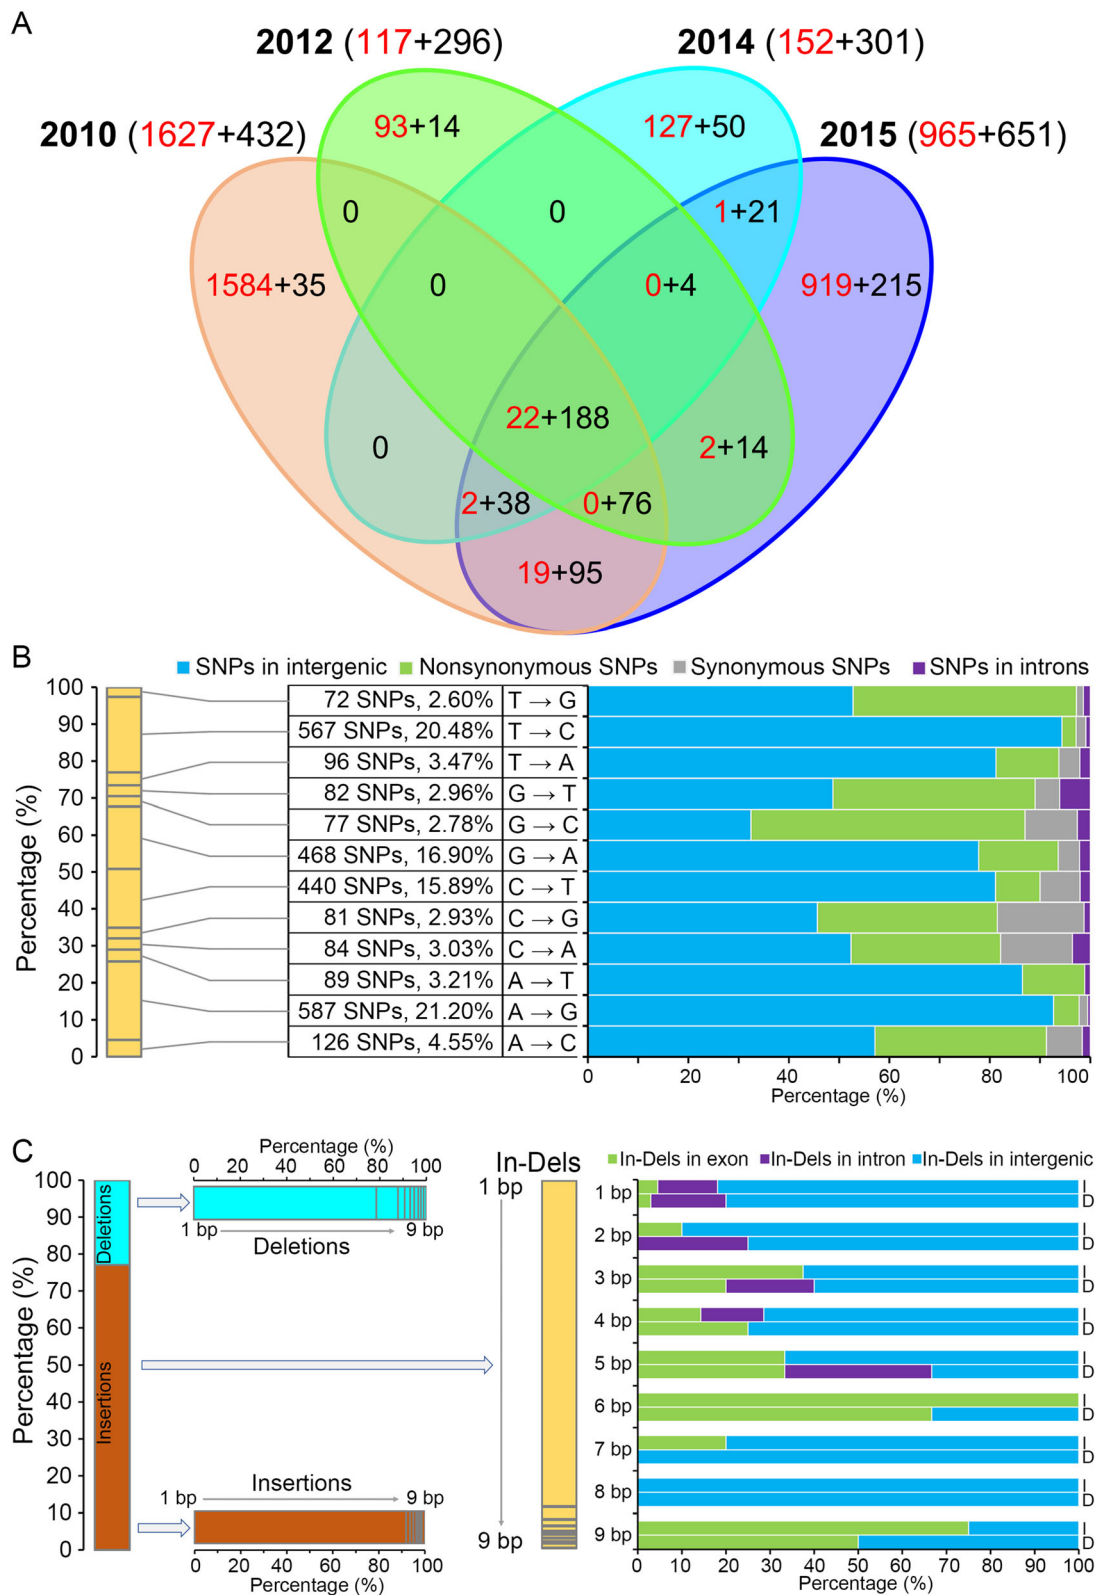 A
2012 (117+296)
2014 (152+301)
2010 (1627+432)
2015 (965+651)
93+14
127+50
0
0
1+21
1584+35
0
0+4
919+215
22+188
0
2+14
2+38
0+76
19+95
B
SNPs in intergenic
Nonsynonymous SNPs
Synonymous SNPs
SNPs in introns
Percentage (%)
100
90
80
70
60
50
40
30
20
10
0
72 SNPs, 2.60% T → G
567 SNPs, 20.48% T → C
96 SNPs, 3.47% T → A
82 SNPs, 2.96% G → T
77 SNPs, 2.78% G → C
468 SNPs, 16.90% G → A
440 SNPs, 15.89% C → T
81 SNPs, 2.93% C → G
84 SNPs, 3.03% C → A
89 SNPs, 3.21% A → T
587 SNPs, 21.20% A → G
126 SNPs, 4.55% A → C
0 20 40 60 80 100
Percentage (%)
C
Percentage (%)
100
90
80
70
60
50
40
30
20
10
0
Deletions
Insertions
Percentage (%)
0 20 40 60 80 100
1 bp 9 bp
Deletions
Insertions
1 bp 9 bp
0 20 40 60 80 100
Percentage (%)
In-Dels
1 bp
9 bp
In-Dels in exon
In-Dels in intron
In-Dels in intergenic
1 bp I
D
2 bp I
D
3 bp I
D
4 bp I
D
5 bp I
D
6 bp I
D
7 bp I
D
8 bp I
D
9 bp I
D
0 10 20 30 40 50 60 70 80 90 100
Percentage (%)